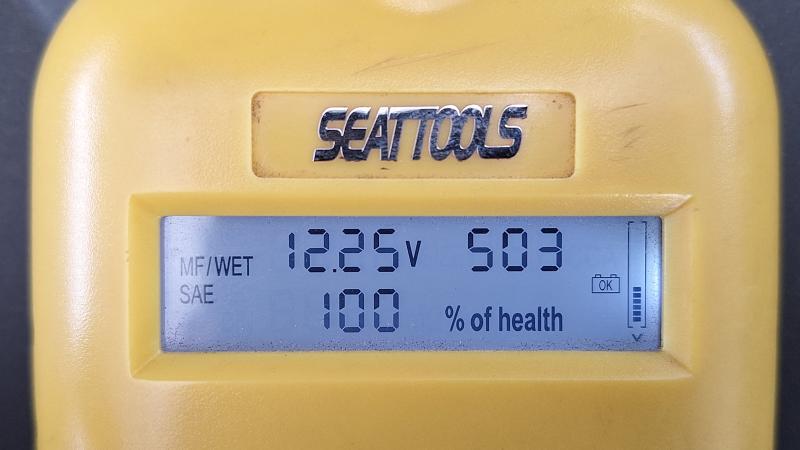 SEATTOOLS
MF/WET 12.25V 503
SAE 100 % of health
OK